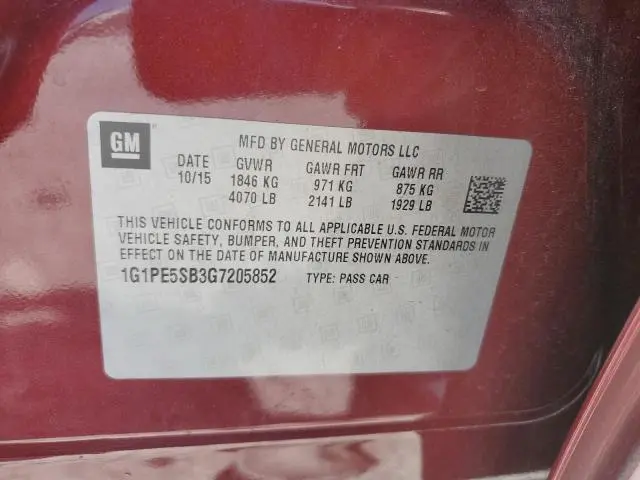 GM
MFD BY GENERAL MOTORS LLC
DATE GVWR GAWR FRT GAWR RR
10/15 1846 KG 971 KG 875 KG
4070 LB 2141 LB 1929 LB
THIS VEHICLE CONFORMS TO ALL APPLICABLE U.S. FEDERAL MOTOR
VEHICLE SAFETY, BUMPER, AND THEFT PREVENTION STANDARDS IN
EFFECT ON THE DATE OF MANUFACTURE SHOWN ABOVE.
1G1PE5SB3G7205852 TYPE: PASS CAR